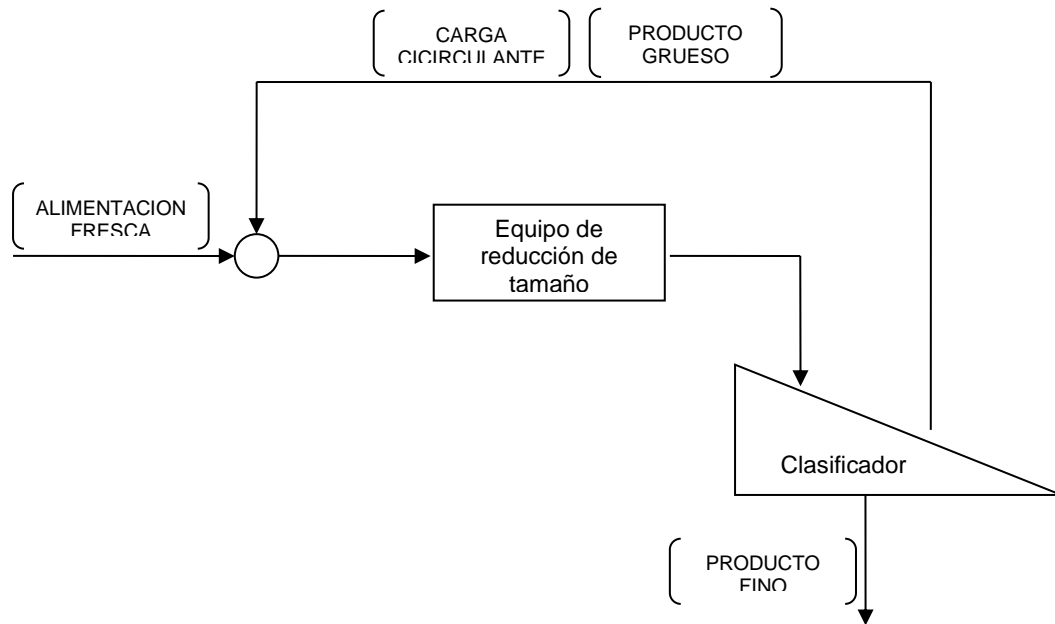 CARGA
CICIRCULANTE
PRODUCTO
GRUESO
ALIMENTACION
FRESCA
Equipo de
reducción de
tamaño
Clasificador
PRODUCTO
FINO